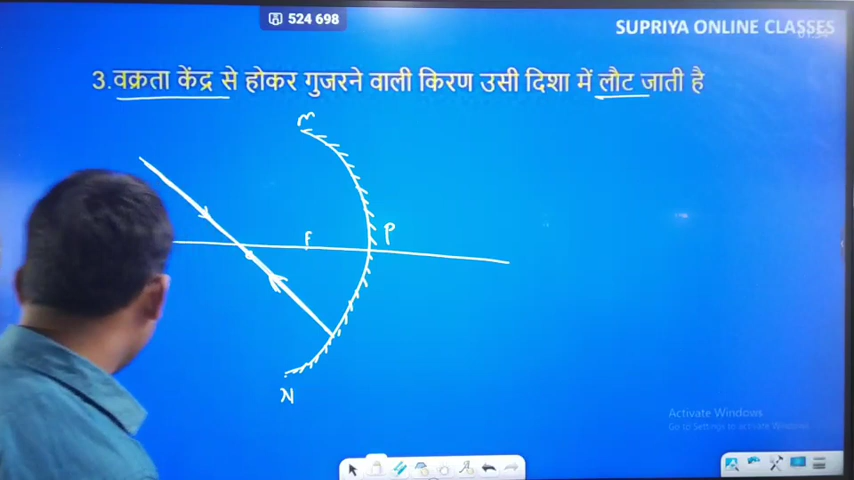 524 698
SUPRIYA ONLINE CLASSES
3.वक्रता केंद्र से होकर गुजरने वाली किरण उसी दिशा में लौट जाती है
M
F
P
N
Activate Windows
Go to Settings to activate Windows.